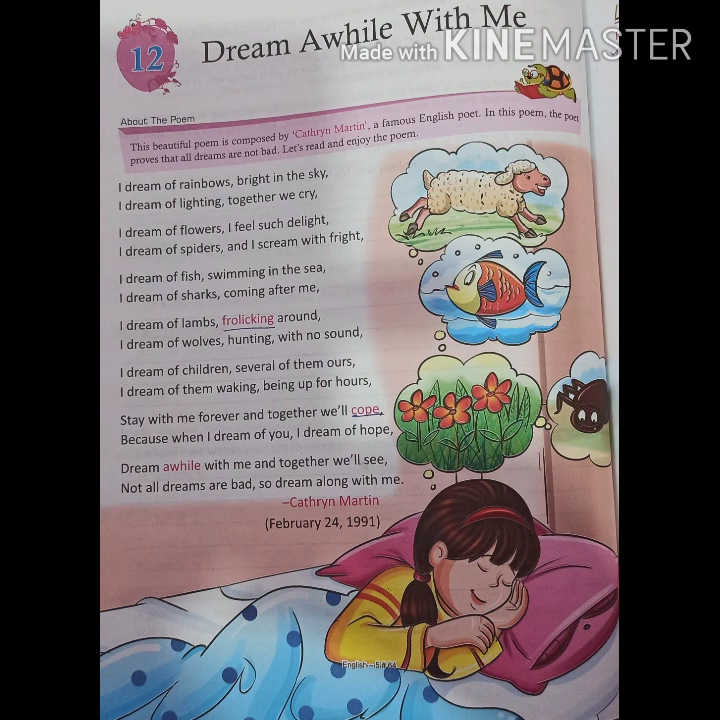 12
Dream Awhile With Me
Made with KINEMASTER
About The Poem
This beautiful poem is composed by 'Cathryn Martin', a famous English poet. In this poem, the poet
proves that all dreams are not bad. Let's read and enjoy the poem.
I dream of rainbows, bright in the sky,
I dream of lighting, together we cry,
I dream of flowers, I feel such delight,
I dream of spiders, and I scream with fright,
I dream of fish, swimming in the sea,
I dream of sharks, coming after me,
I dream of lambs, frolicking around,
I dream of wolves, hunting, with no sound,
I dream of children, several of them ours,
I dream of them waking, being up for hours,
Stay with me forever and together we'll cope,
Because when I dream of you, I dream of hope,
Dream awhile with me and together we'll see,
Not all dreams are bad, so dream along with me.
–Cathryn Martin
(February 24, 1991)